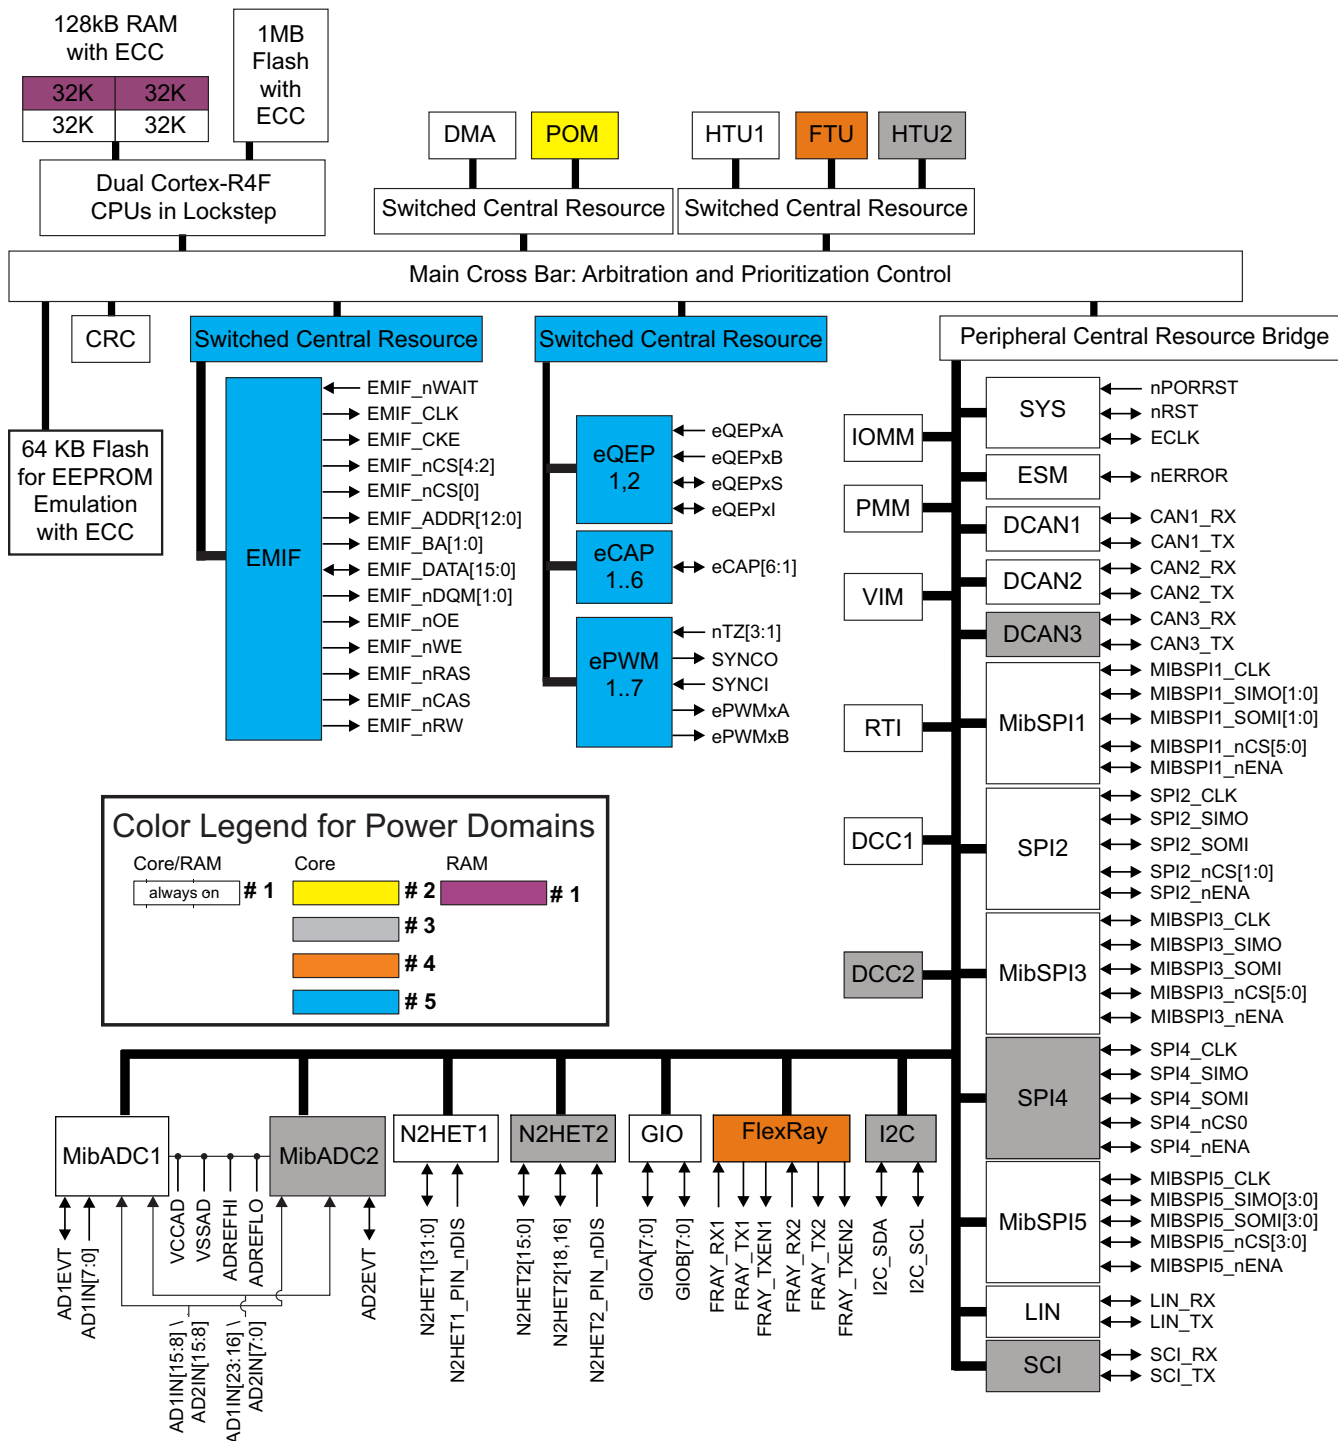 128kB RAM
with ECC
32K 32K
32K 32K
1MB
Flash
with
ECC
DMA
POM
HTU1
FTU
HTU2
Dual Cortex-R4F
CPUs in Lockstep
Switched Central Resource
Switched Central Resource
Main Cross Bar: Arbitration and Prioritization Control
CRC
Switched Central Resource
Switched Central Resource
Peripheral Central Resource Bridge
64 KB Flash
for EEPROM
Emulation
with ECC
EMIF
EMIF_nWAIT
EMIF_CLK
EMIF_CKE
EMIF_nCS[4:2]
EMIF_nCS[0]
EMIF_ADDR[12:0]
EMIF_BA[1:0]
EMIF_DATA[15:0]
EMIF_nDQM[1:0]
EMIF_nOE
EMIF_nWE
EMIF_nRAS
EMIF_nCAS
EMIF_nRW
eQEP
1,2
eQEPxA
eQEPxB
eQEPxS
eQEPxI
eCAP
1..6
eCAP[6:1]
ePWM
1..7
nTZ[3:1]
SYNCO
SYNCI
ePWMxA
ePWMxB
IOMM
PMM
VIM
RTI
DCC1
DCC2
SYS
nPORRST
nRST
ECLK
ESM
nERROR
DCAN1
CAN1_RX
CAN1_TX
DCAN2
CAN2_RX
CAN2_TX
DCAN3
CAN3_RX
CAN3_TX
MibSPI1
MIBSPI1_CLK
MIBSPI1_SIMO[1:0]
MIBSPI1_SOMI[1:0]
MIBSPI1_nCS[5:0]
MIBSPI1_nENA
SPI2
SPI2_CLK
SPI2_SIMO
SPI2_SOMI
SPI2_nCS[1:0]
SPI2_nENA
MibSPI3
MIBSPI3_CLK
MIBSPI3_SIMO
MIBSPI3_SOMI
MIBSPI3_nCS[5:0]
MIBSPI3_nENA
SPI4
SPI4_CLK
SPI4_SIMO
SPI4_SOMI
SPI4_nCS0
SPI4_nENA
MibSPI5
MIBSPI5_CLK
MIBSPI5_SIMO[3:0]
MIBSPI5_SOMI[3:0]
MIBSPI5_nCS[3:0]
MIBSPI5_nENA
LIN
LIN_RX
LIN_TX
SCI
SCI_RX
SCI_TX
Color Legend for Power Domains
Core/RAM
Core
RAM
always on
# 1
# 2
# 1
# 3
# 4
# 5
MibADC1
MibADC2
N2HET1
N2HET2
GIO
FlexRay
I2C
AD1EVT
AD1IN[7:0]
VCCAD
VSSAD
ADREFHI
ADREFLO
AD2EVT
AD1IN[15:8] \
AD2IN[15:8]
AD1IN[23:16] \
AD2IN[7:0]
N2HET1[31:0]
N2HET1_PIN_nDIS
N2HET2[15:0]
N2HET2[18,16]
N2HET2_PIN_nDIS
GIOA[7:0]
GIOB[7:0]
FRAY_RX1
FRAY_TX1
FRAY_TXEN1
FRAY_RX2
FRAY_TX2
FRAY_TXEN2
I2C_SDA
I2C_SCL